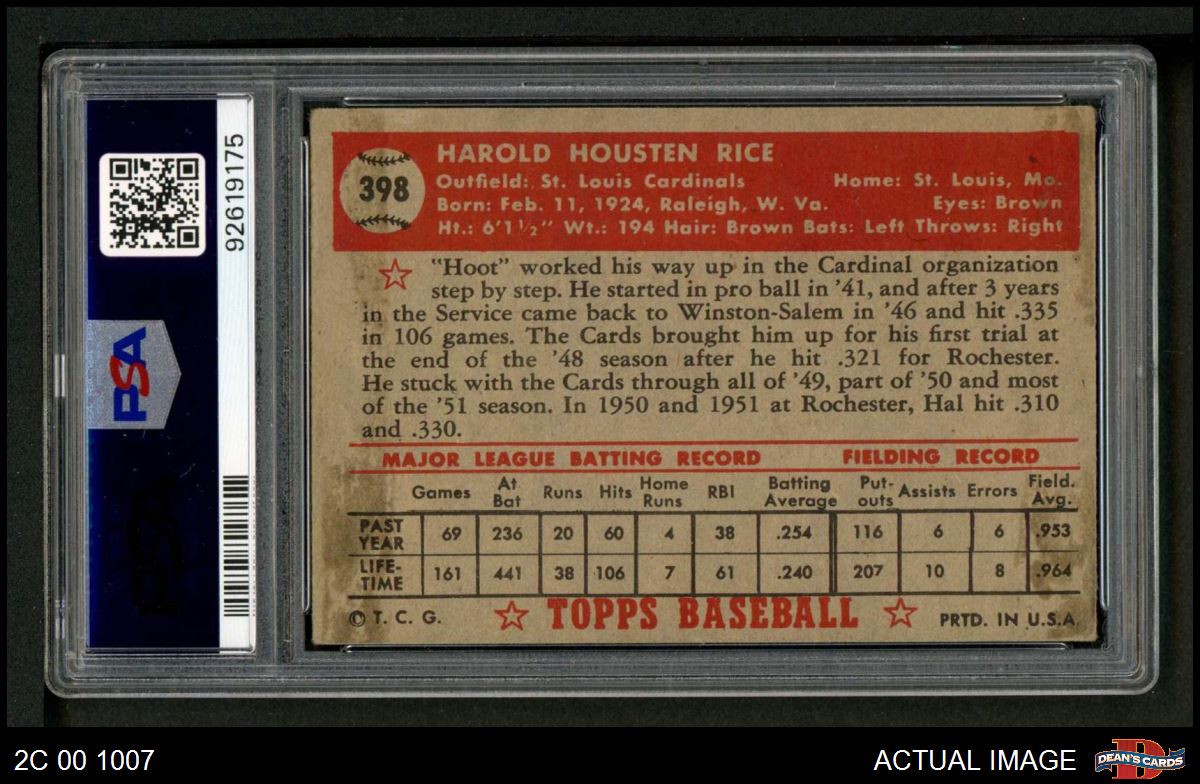 PSA
92619175
398
HAROLD HOUSTEN RICE
Outfield: St. Louis Cardinals Home: St. Louis, Mo.
Born: Feb. 11, 1924, Raleigh, W. Va. Eyes: Brown
Ht.: 6'1½" Wt.: 194 Hair: Brown Bats: Left Throws: Right
"Hoot" worked his way up in the Cardinal organization
step by step. He started in pro ball in '41, and after 3 years
in the Service came back to Winston-Salem in '46 and hit .335
in 106 games. The Cards brought him up for his first trial at
the end of the '48 season after he hit .321 for Rochester.
He stuck with the Cards through all of '49, part of '50 and most
of the '51 season. In 1950 and 1951 at Rochester, Hal hit .310
and .330.
MAJOR LEAGUE BATTING RECORD FIELDING RECORD
Games At Bat Runs Hits Home Runs RBI Batting Average Put-outs Assists Errors Field. Avg.
PAST YEAR 69 236 20 60 4 38 .254 116 6 6 .953
LIFE-TIME 161 441 38 106 7 61 .240 207 10 8 .964
© T. C. G. TOPPS BASEBALL PRTD. IN U.S.A.
2C 00 1007 ACTUAL IMAGE DEAN'S CARDS